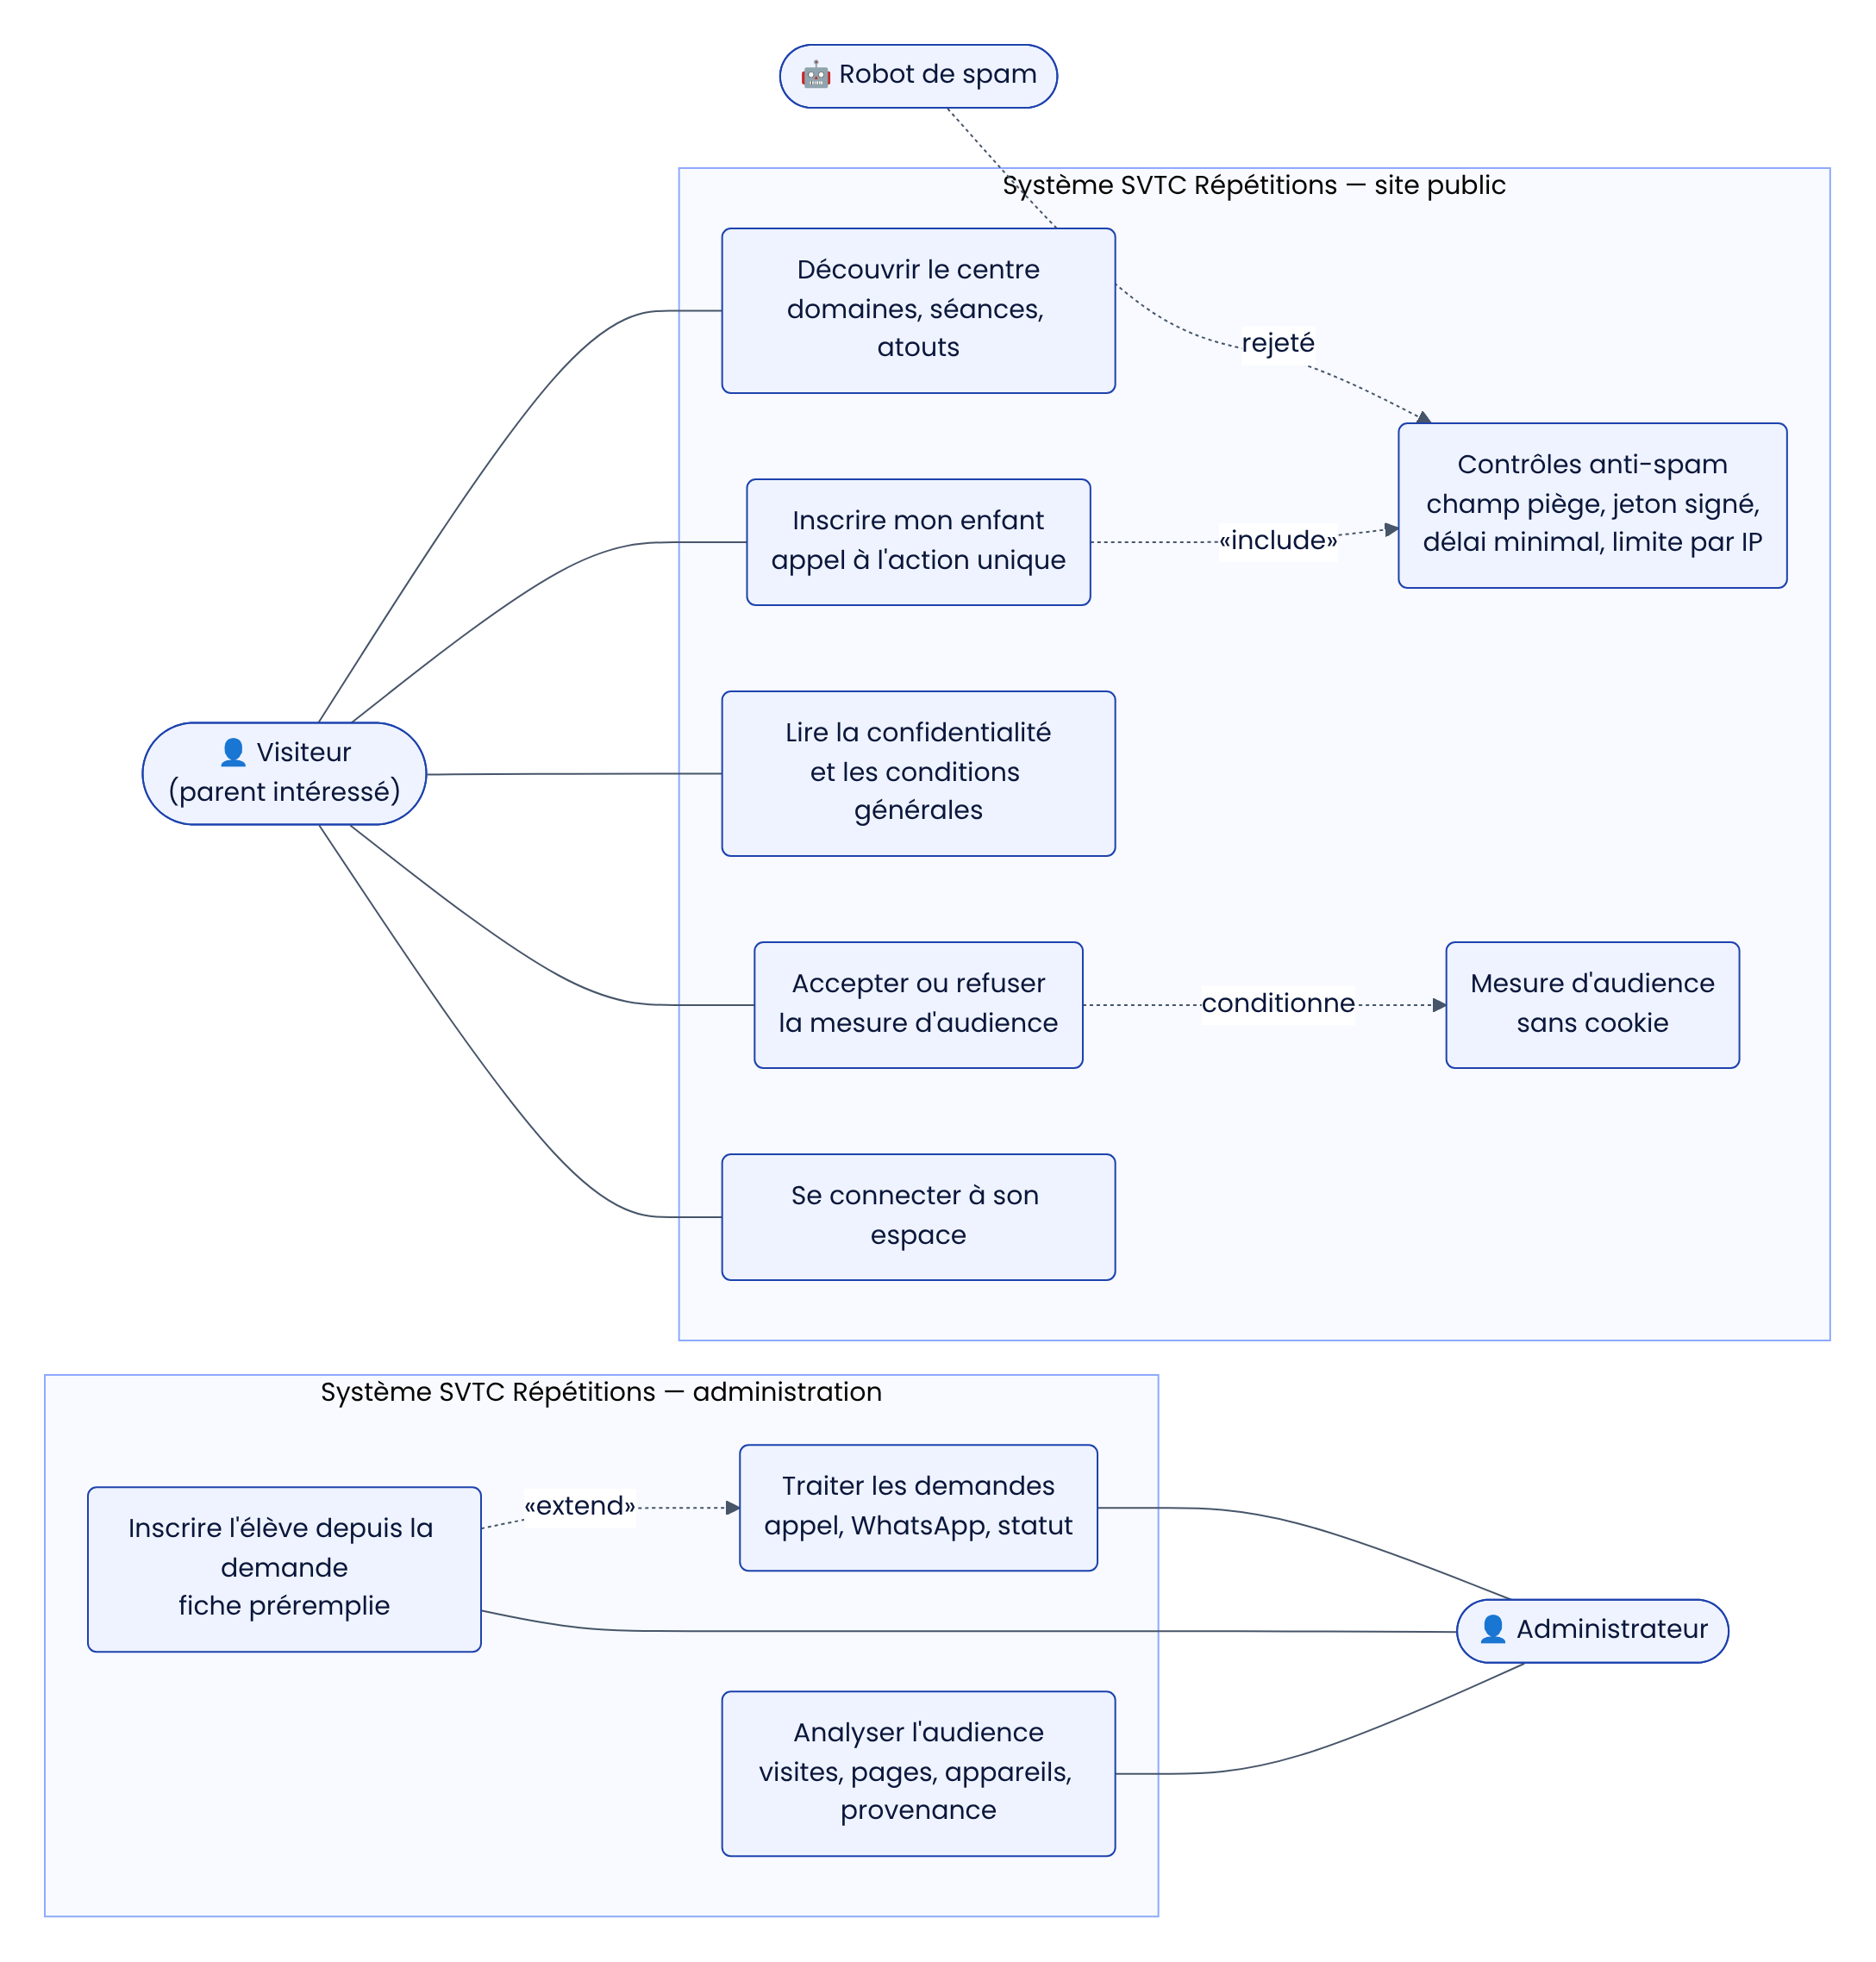 🤖 Robot de spam
Système SVTC Répétitions — site public
Découvrir le centre
domaines, séances,
atouts
rejeté
Contrôles anti-spam
champ piège, jeton signé,
délai minimal, limite par IP
Inscrire mon enfant
appel à l'action unique
«include»
👤 Visiteur
(parent intéressé)
Lire la confidentialité
et les conditions
générales
Accepter ou refuser
la mesure d'audience
conditionne
Mesure d'audience
sans cookie
Se connecter à son
espace
Système SVTC Répétitions — administration
Inscrire l'élève depuis la
demande
fiche préremplie
«extend»
Traiter les demandes
appel, WhatsApp, statut
👤 Administrateur
Analyser l'audience
visites, pages, appareils,
provenance